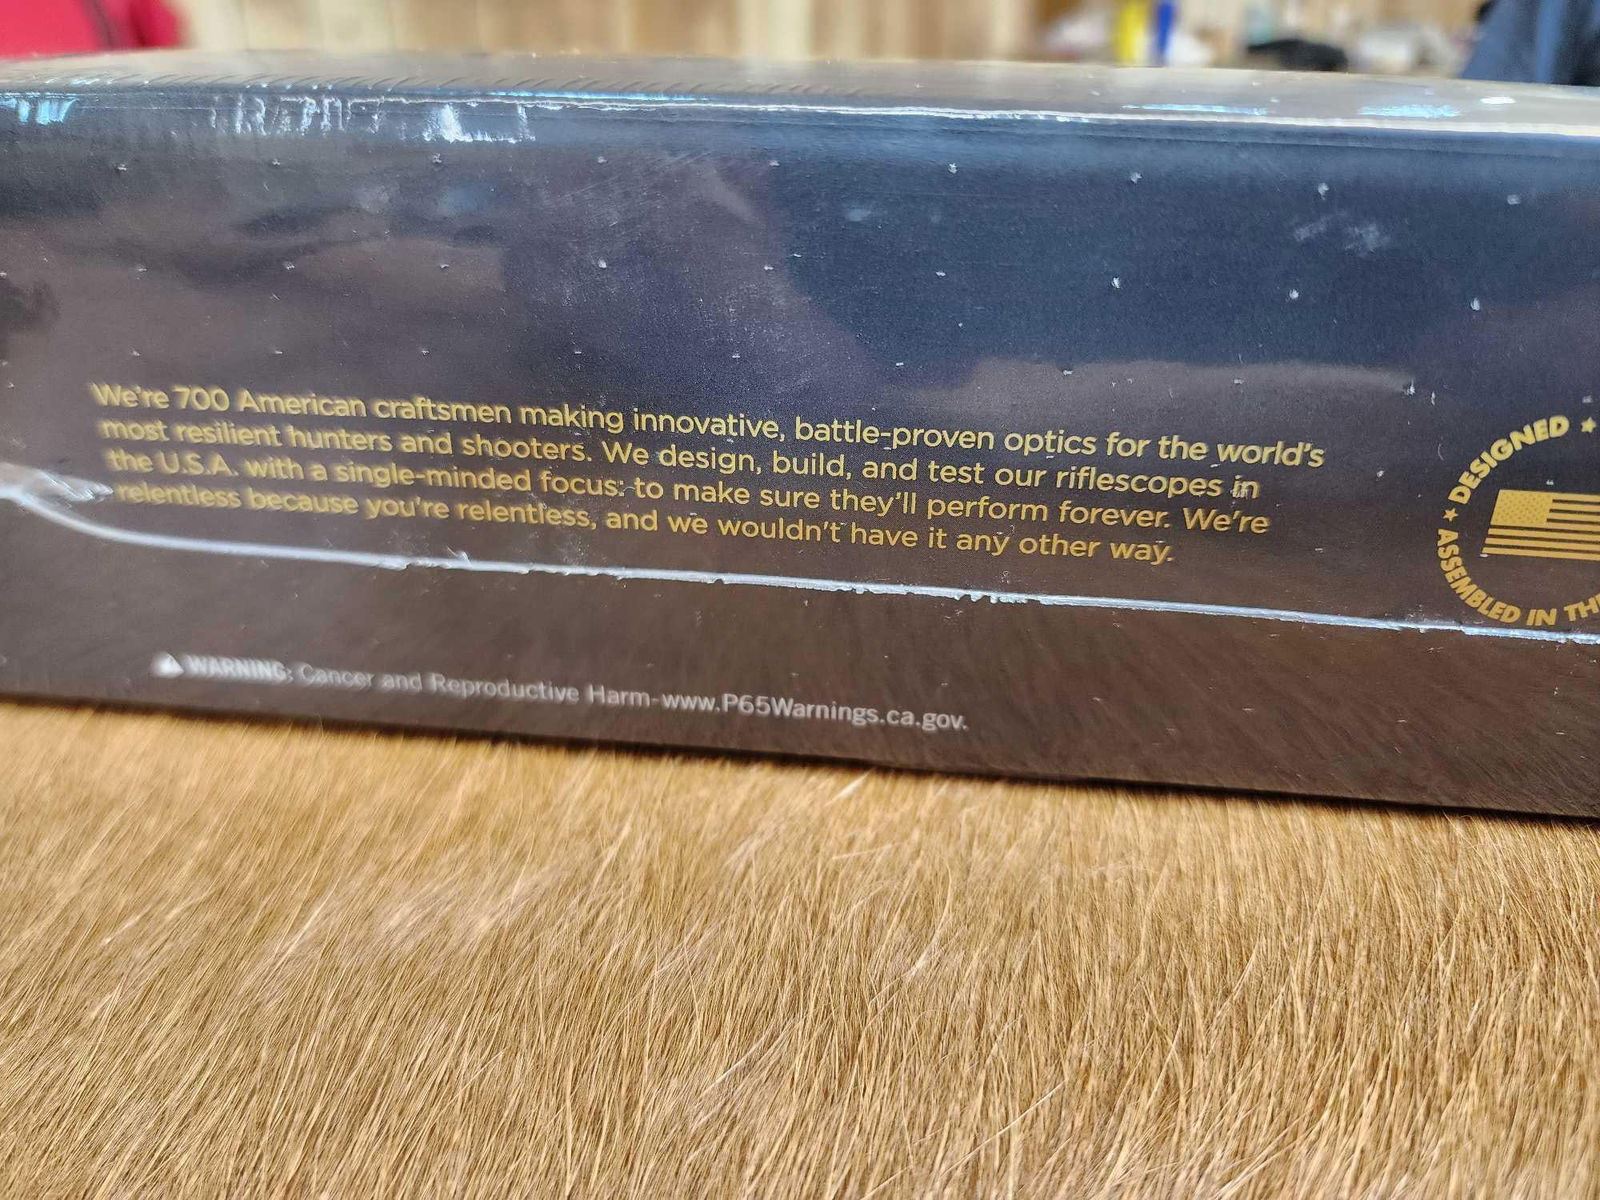 We're 700 American craftsmen making innovative, battle-proven optics for the world's
most resilient hunters and shooters. We design, build, and test our riflescopes in
the U.S.A. with a single-minded focus: to make sure they'll perform forever. We're
relentless because you're relentless, and we wouldn't have it any other way.
DESIGNED
ASSEMBLED IN
WARNING: Cancer and Reproductive Harm-www.P65Warnings.ca.gov.